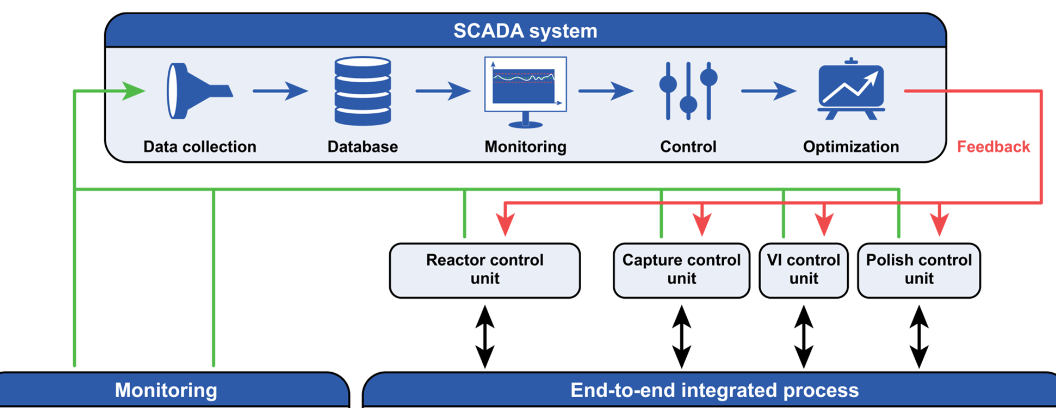 SCADA system
Data collection
Database
Monitoring
Control
Optimization
Feedback
Reactor control
unit
Capture control
unit
VI control
unit
Polish control
unit
Monitoring
End-to-end integrated process